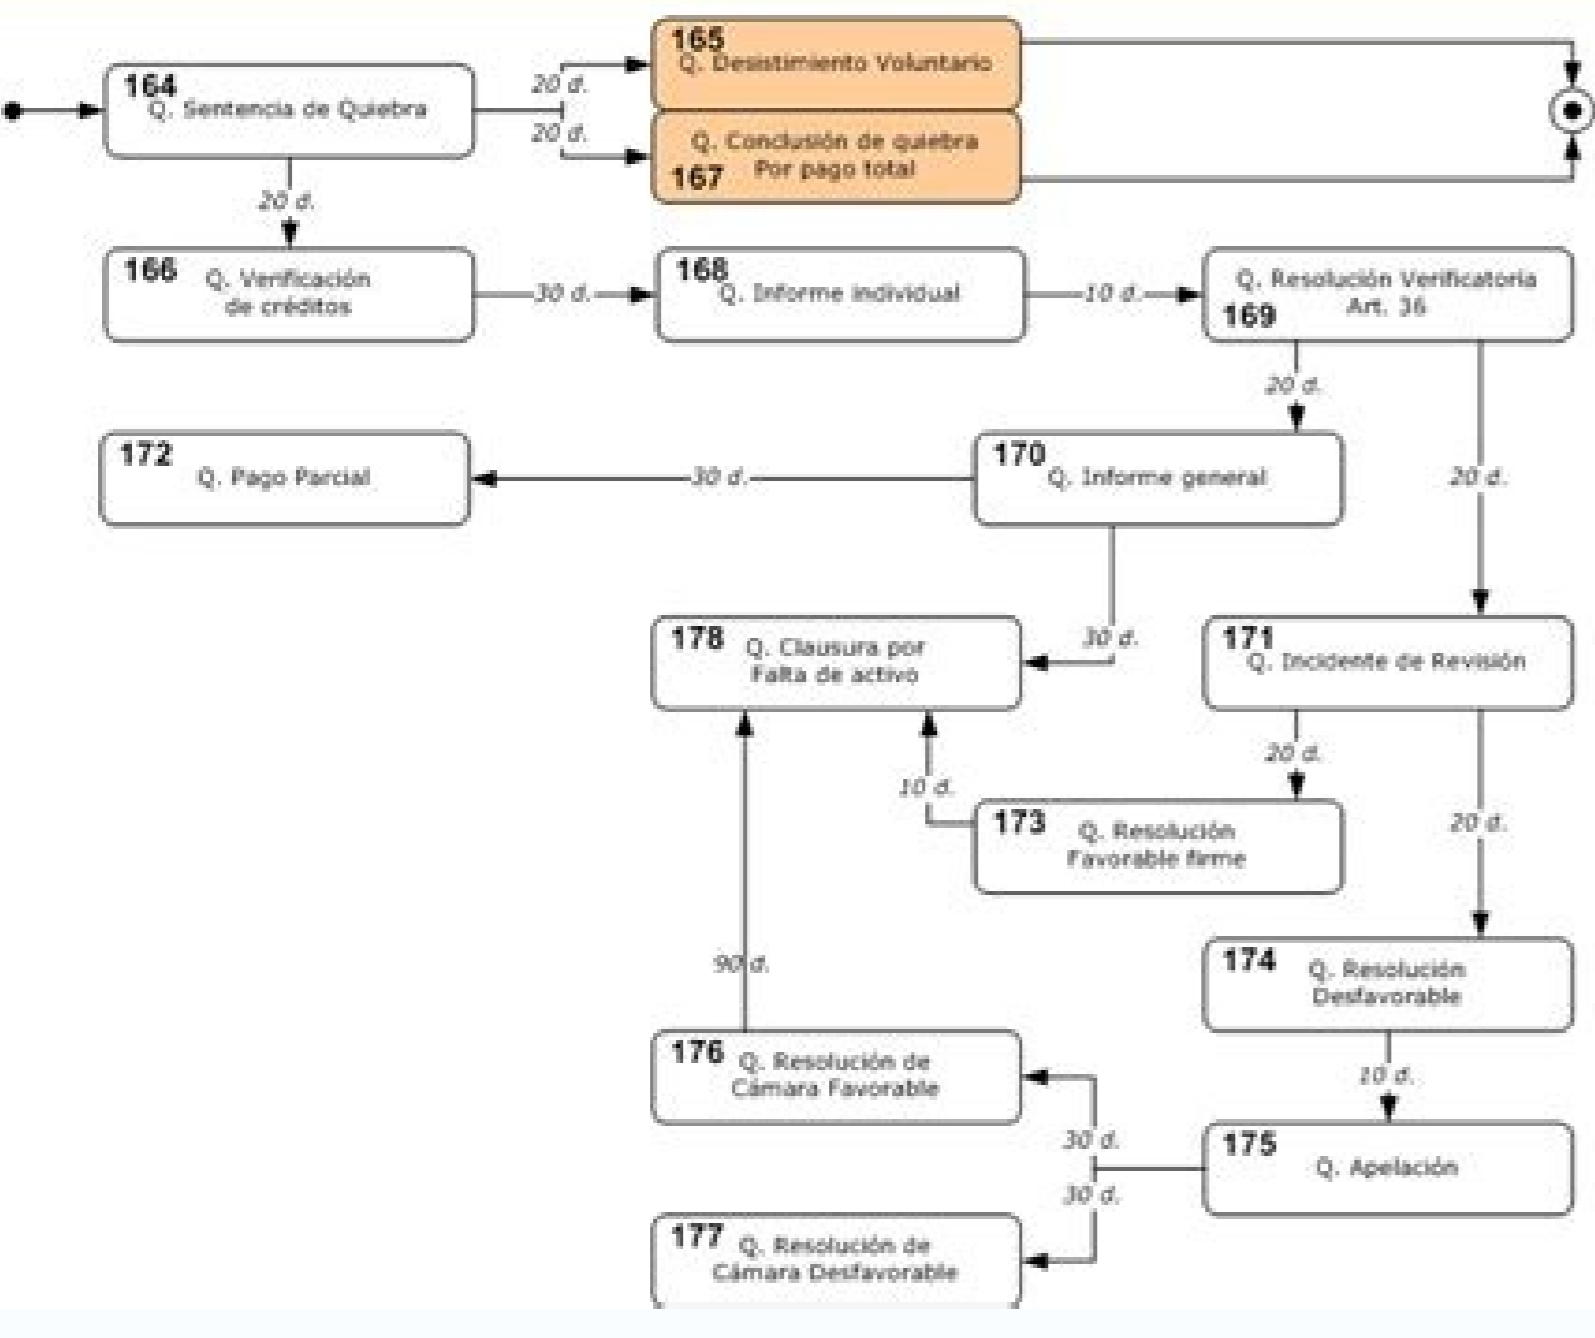 165
Q. Desistimiento Voluntario
164
Q. Sentencia de Quiebra
20 d.
20 d.
Q. Conclusión de quiebra
Por pago total
167
20 d.
166
Q. Verificación
de créditos
30 d.
168
Q. Informe individual
10 d.
Q. Resolución Verificatoria
Art. 36
169
20 d.
172
Q. Pago Parcial
30 d.
170
Q. Informe general
20 d.
178
Q. Clausura por
Falta de activo
30 d.
171
Q. Incidente de Revisión
20 d.
10 d.
173
Q. Resolución
Favorable firme
20 d.
90 d.
174
Q. Resolución
Desfavorable
176
Q. Resolución de
Cámara Favorable
10 d.
30 d.
175
Q. Apelación
30 d.
177
Q. Resolución de
Cámara Desfavorable